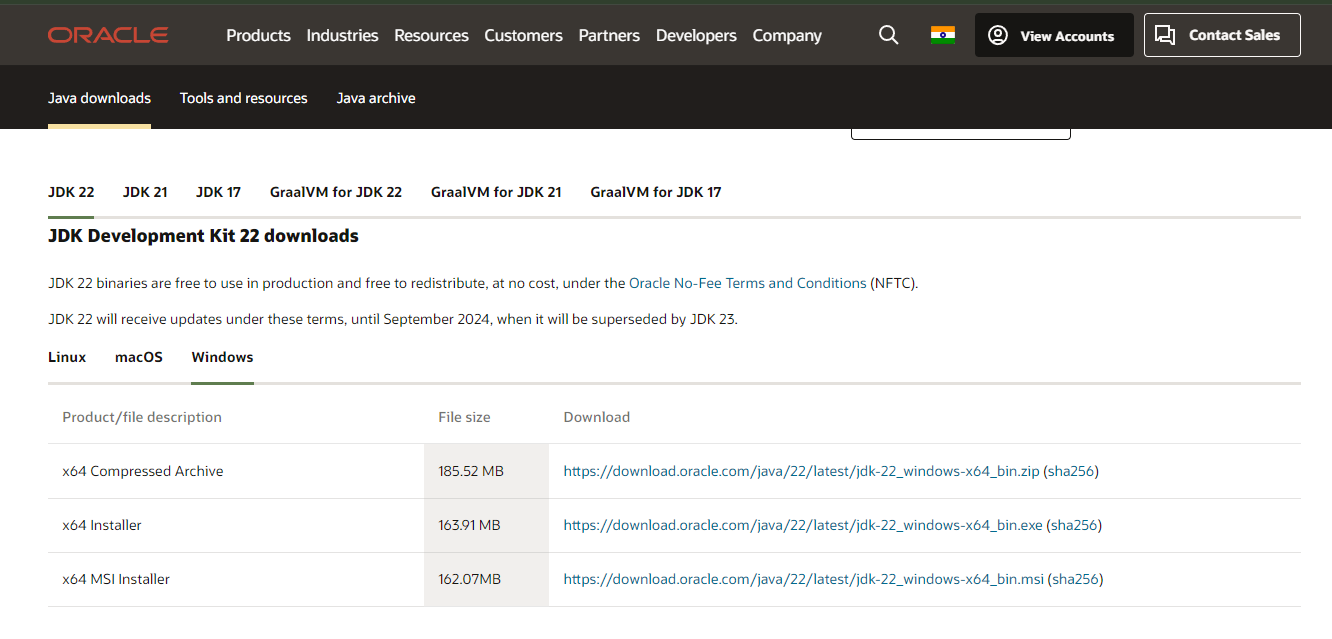 ORACLE Products Industries Resources Customers Partners Developers Company View Accounts Contact Sales
Java downloads Tools and resources Java archive
JDK 22 JDK 21 JDK 17 GraalVM for JDK 22 GraalVM for JDK 21 GraalVM for JDK 17
JDK Development Kit 22 downloads
JDK 22 binaries are free to use in production and free to redistribute, at no cost, under the Oracle No-Fee Terms and Conditions (NFTC).
JDK 22 will receive updates under these terms, until September 2024, when it will be superseded by JDK 23.
Linux macOS Windows
Product/file description File size Download
x64 Compressed Archive 185.52 MB https://download.oracle.com/java/22/latest/jdk-22_windows-x64_bin.zip (sha256)
x64 Installer 163.91 MB https://download.oracle.com/java/22/latest/jdk-22_windows-x64_bin.exe (sha256)
x64 MSI Installer 162.07MB https://download.oracle.com/java/22/latest/jdk-22_windows-x64_bin.msi (sha256)